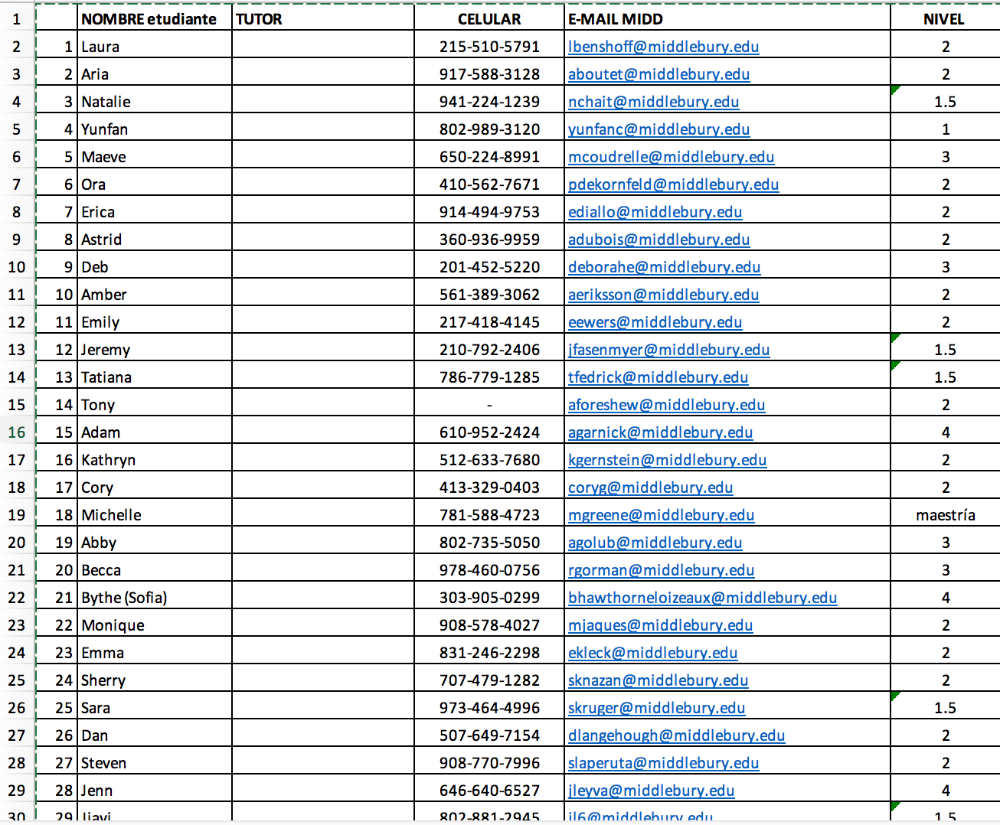 1 NOMBRE etudiante TUTOR CELULAR E-MAIL MIDD NIVEL
2 1 Laura 215-510-5791 lbenshoff@middlebury.edu 2
3 2 Aria 917-588-3128 aboutet@middlebury.edu 2
4 3 Natalie 941-224-1239 nchait@middlebury.edu 1.5
5 4 Yunfan 802-989-3120 yunfanc@middlebury.edu 1
6 5 Maeve 650-224-8991 mcoudrelle@middlebury.edu 3
7 6 Ora 410-562-7671 pdekornfeld@middlebury.edu 2
8 7 Erica 914-494-9753 ediallo@middlebury.edu 2
9 8 Astrid 360-936-9959 adubois@middlebury.edu 2
10 9 Deb 201-452-5220 deborahe@middlebury.edu 3
11 10 Amber 561-389-3062 aeriksson@middlebury.edu 2
12 11 Emily 217-418-4145 eewers@middlebury.edu 2
13 12 Jeremy 210-792-2406 jfasenmyer@middlebury.edu 1.5
14 13 Tatiana 786-779-1285 tfedrick@middlebury.edu 1.5
15 14 Tony - aforeshew@middlebury.edu 2
16 15 Adam 610-952-2424 agarnick@middlebury.edu 4
17 16 Kathryn 512-633-7680 kgernstein@middlebury.edu 2
18 17 Cory 413-329-0403 coryg@middlebury.edu 2
19 18 Michelle 781-588-4723 mgreene@middlebury.edu maestría
20 19 Abby 802-735-5050 agolub@middlebury.edu 3
21 20 Becca 978-460-0756 rgorman@middlebury.edu 3
22 21 Bythe (Sofia) 303-905-0299 bhawthorneloizeaux@middlebury.edu 4
23 22 Monique 908-578-4027 mjaques@middlebury.edu 2
24 23 Emma 831-246-2298 ekleck@middlebury.edu 2
25 24 Sherry 707-479-1282 sknazan@middlebury.edu 2
26 25 Sara 973-464-4996 skruger@middlebury.edu 1.5
27 26 Dan 507-649-7154 dlangehough@middlebury.edu 2
28 27 Steven 908-770-7996 slaperuta@middlebury.edu 2
29 28 Jenn 646-640-6527 jleyva@middlebury.edu 4
30 29 Jiayi 802-881-2945 jl6@middlebury.edu 1.5